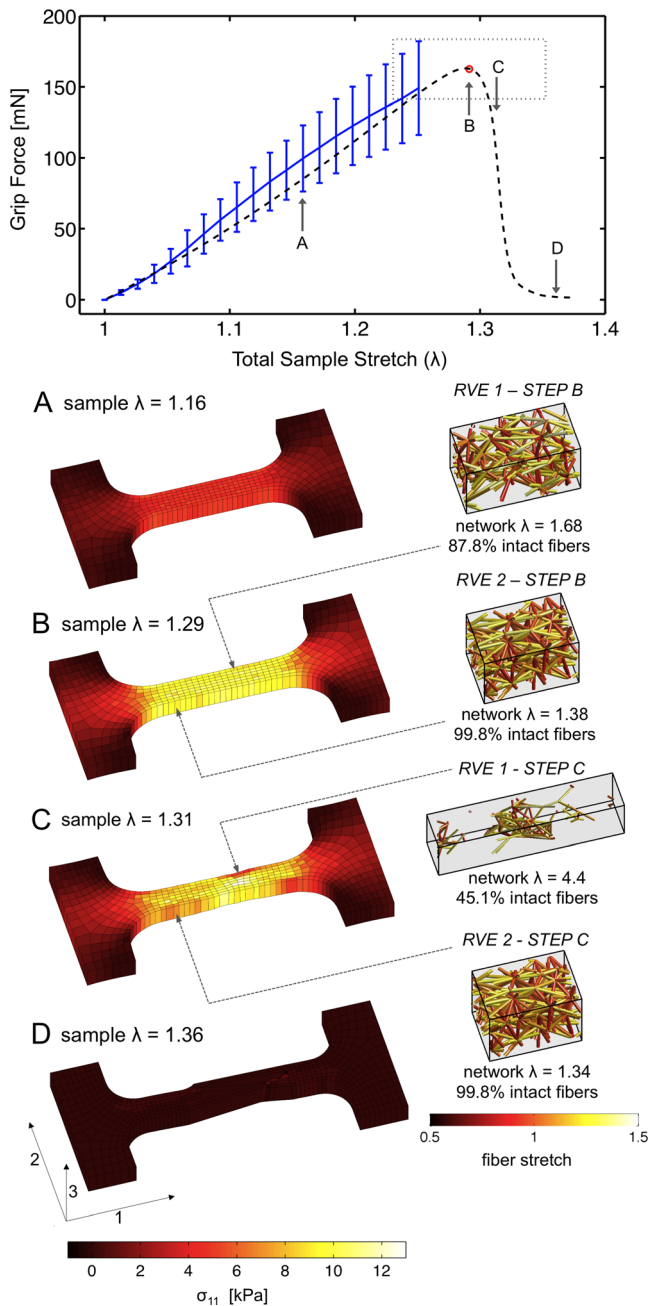 200
150
100
50
0
Grip Force [mN]
A
B
C
D
1
1.1
1.2
1.3
1.4
Total Sample Stretch (λ)
A sample λ = 1.16
RVE 1 – STEP B
network λ = 1.68
87.8% intact fibers
B sample λ = 1.29
RVE 2 – STEP B
network λ = 1.38
99.8% intact fibers
C sample λ = 1.31
RVE 1 - STEP C
network λ = 4.4
45.1% intact fibers
D sample λ = 1.36
RVE 2 - STEP C
network λ = 1.34
99.8% intact fibers
0.5
1
1.5
fiber stretch
2
3
1
0
2
4
6
8
10
12
σ11 [kPa]